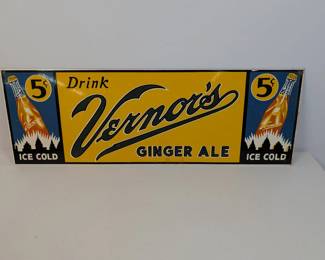 5¢
ICE COLD
Drink
Vernor's
GINGER ALE
5¢
ICE COLD